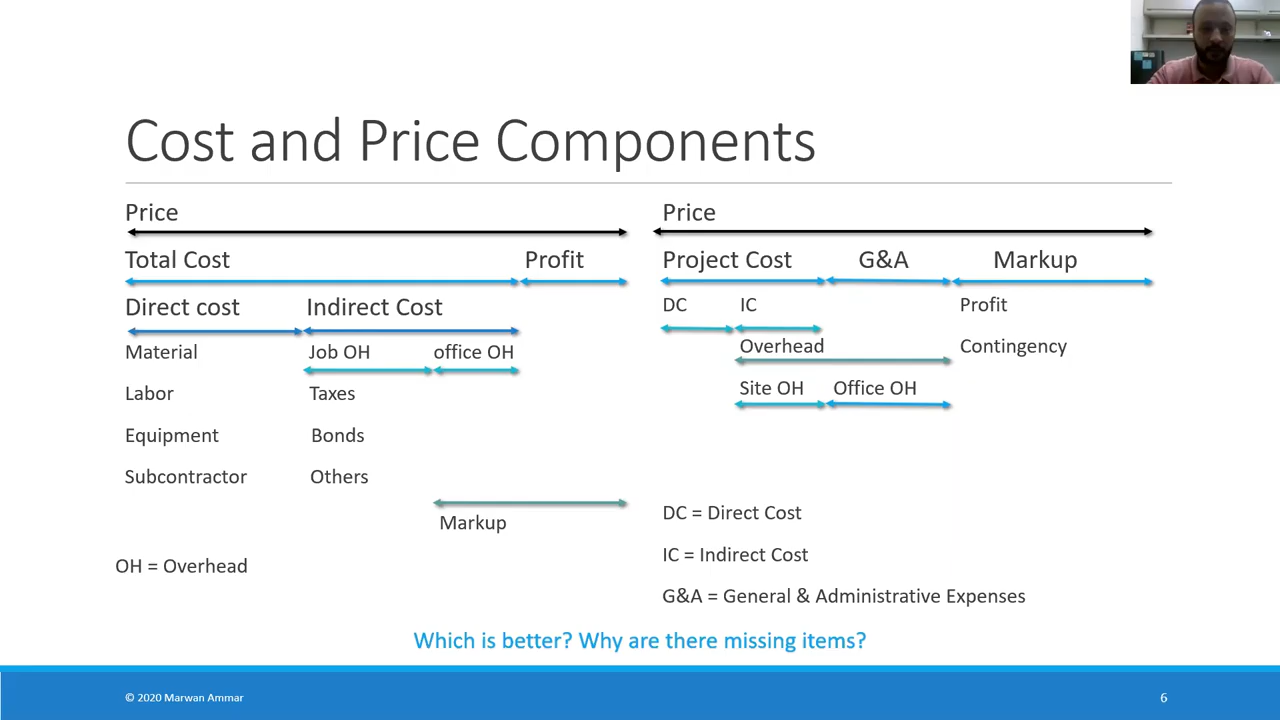 Cost and Price Components
Price
Total Cost Profit
Direct cost Indirect Cost
Material Job OH office OH
Labor Taxes
Equipment Bonds
Subcontractor Others
Markup
OH = Overhead
Price
Project Cost G&A Markup
DC IC Profit
Overhead Contingency
Site OH Office OH
DC = Direct Cost
IC = Indirect Cost
G&A = General & Administrative Expenses
Which is better? Why are there missing items?
© 2020 Marwan Ammar 6